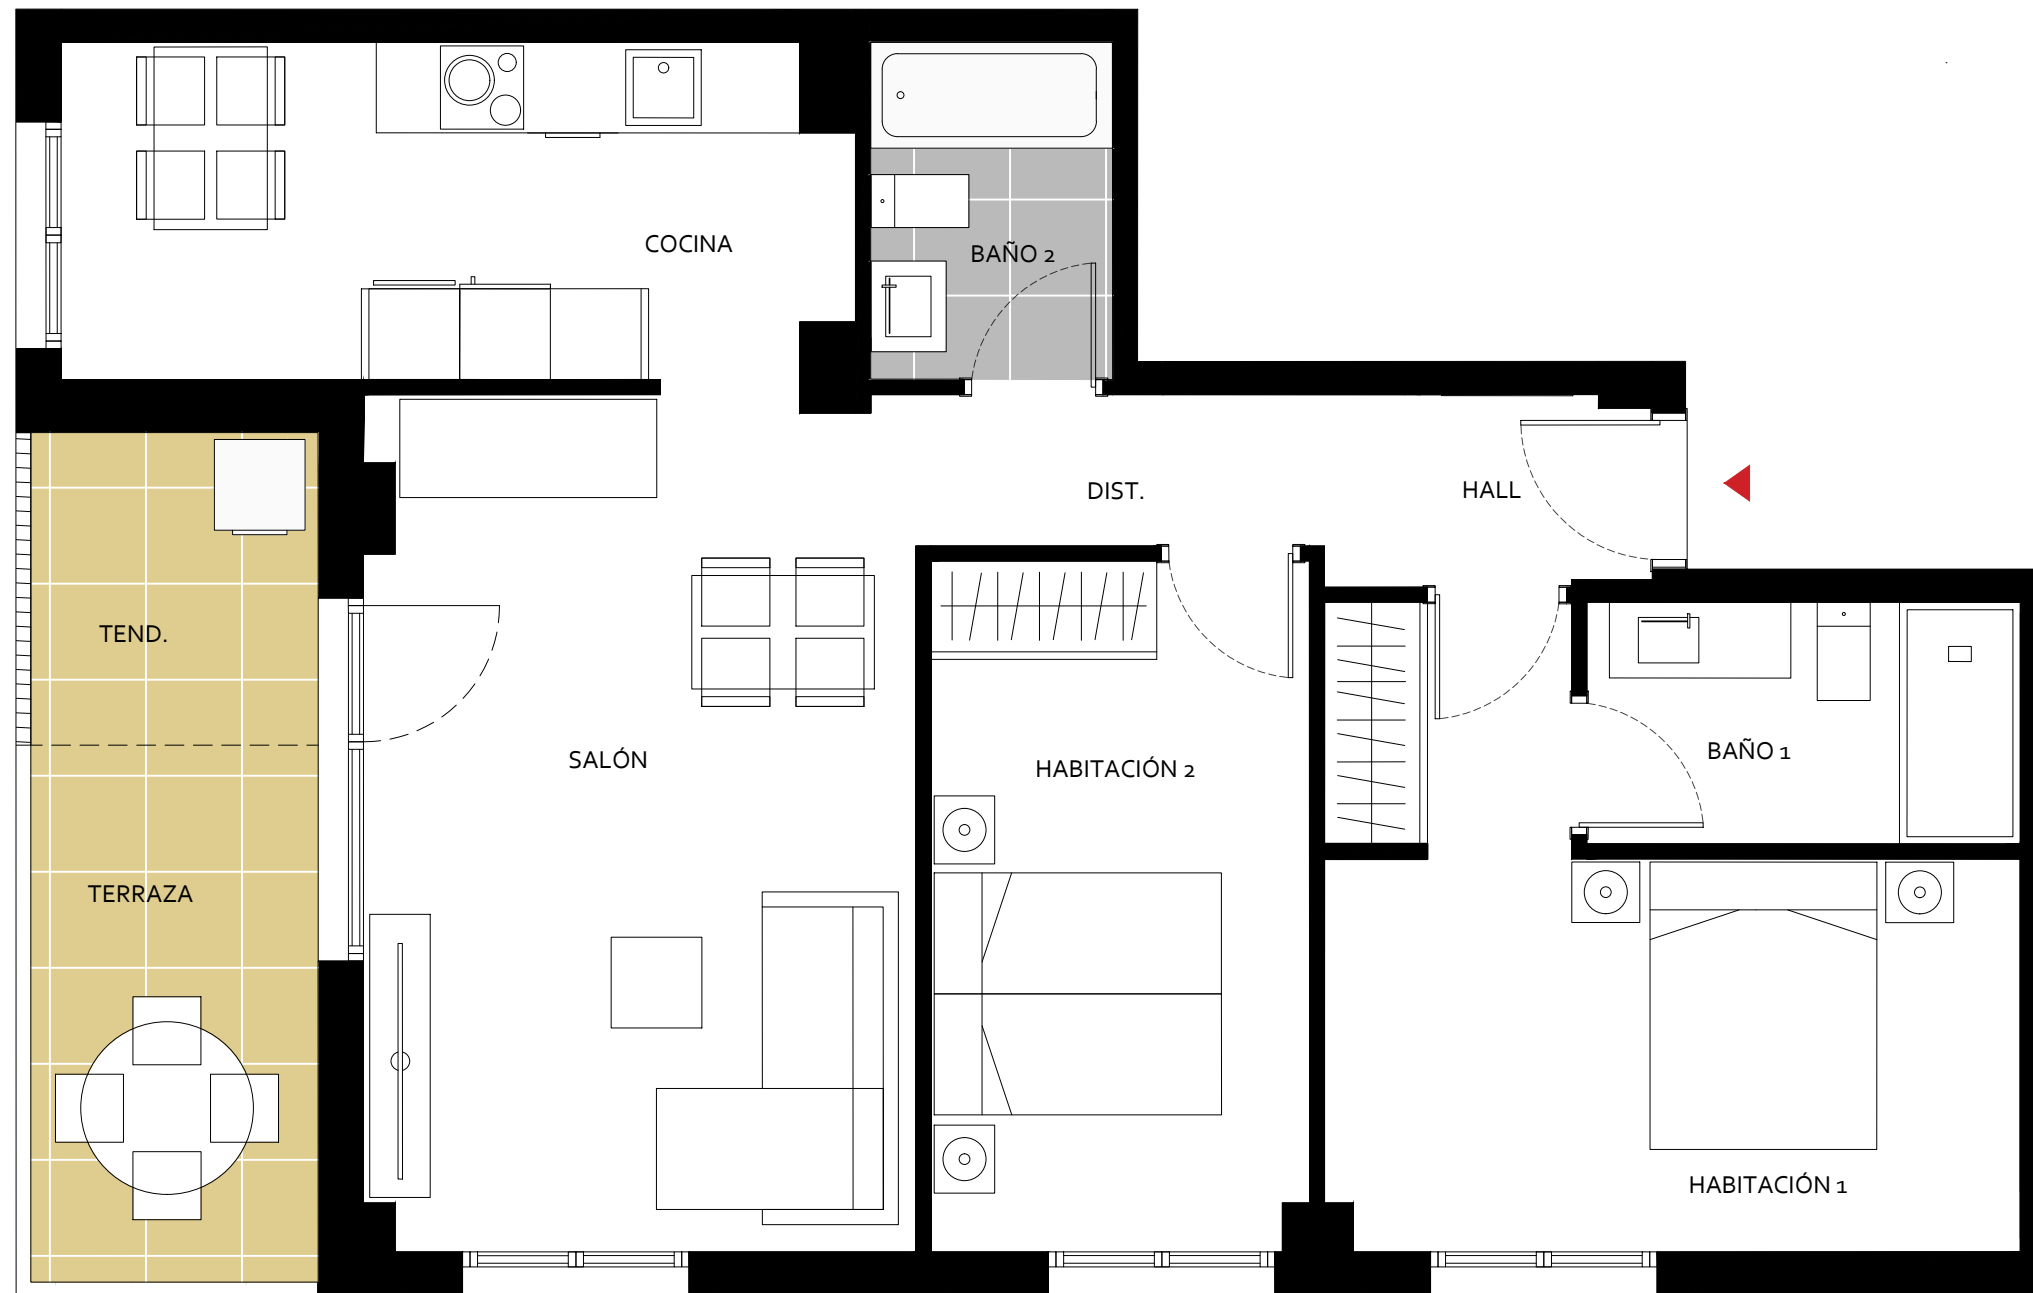 COCINA
BAÑO 2
DIST.
HALL
TEND.
SALÓN
HABITACIÓN 2
BAÑO 1
TERRAZA
HABITACIÓN 1